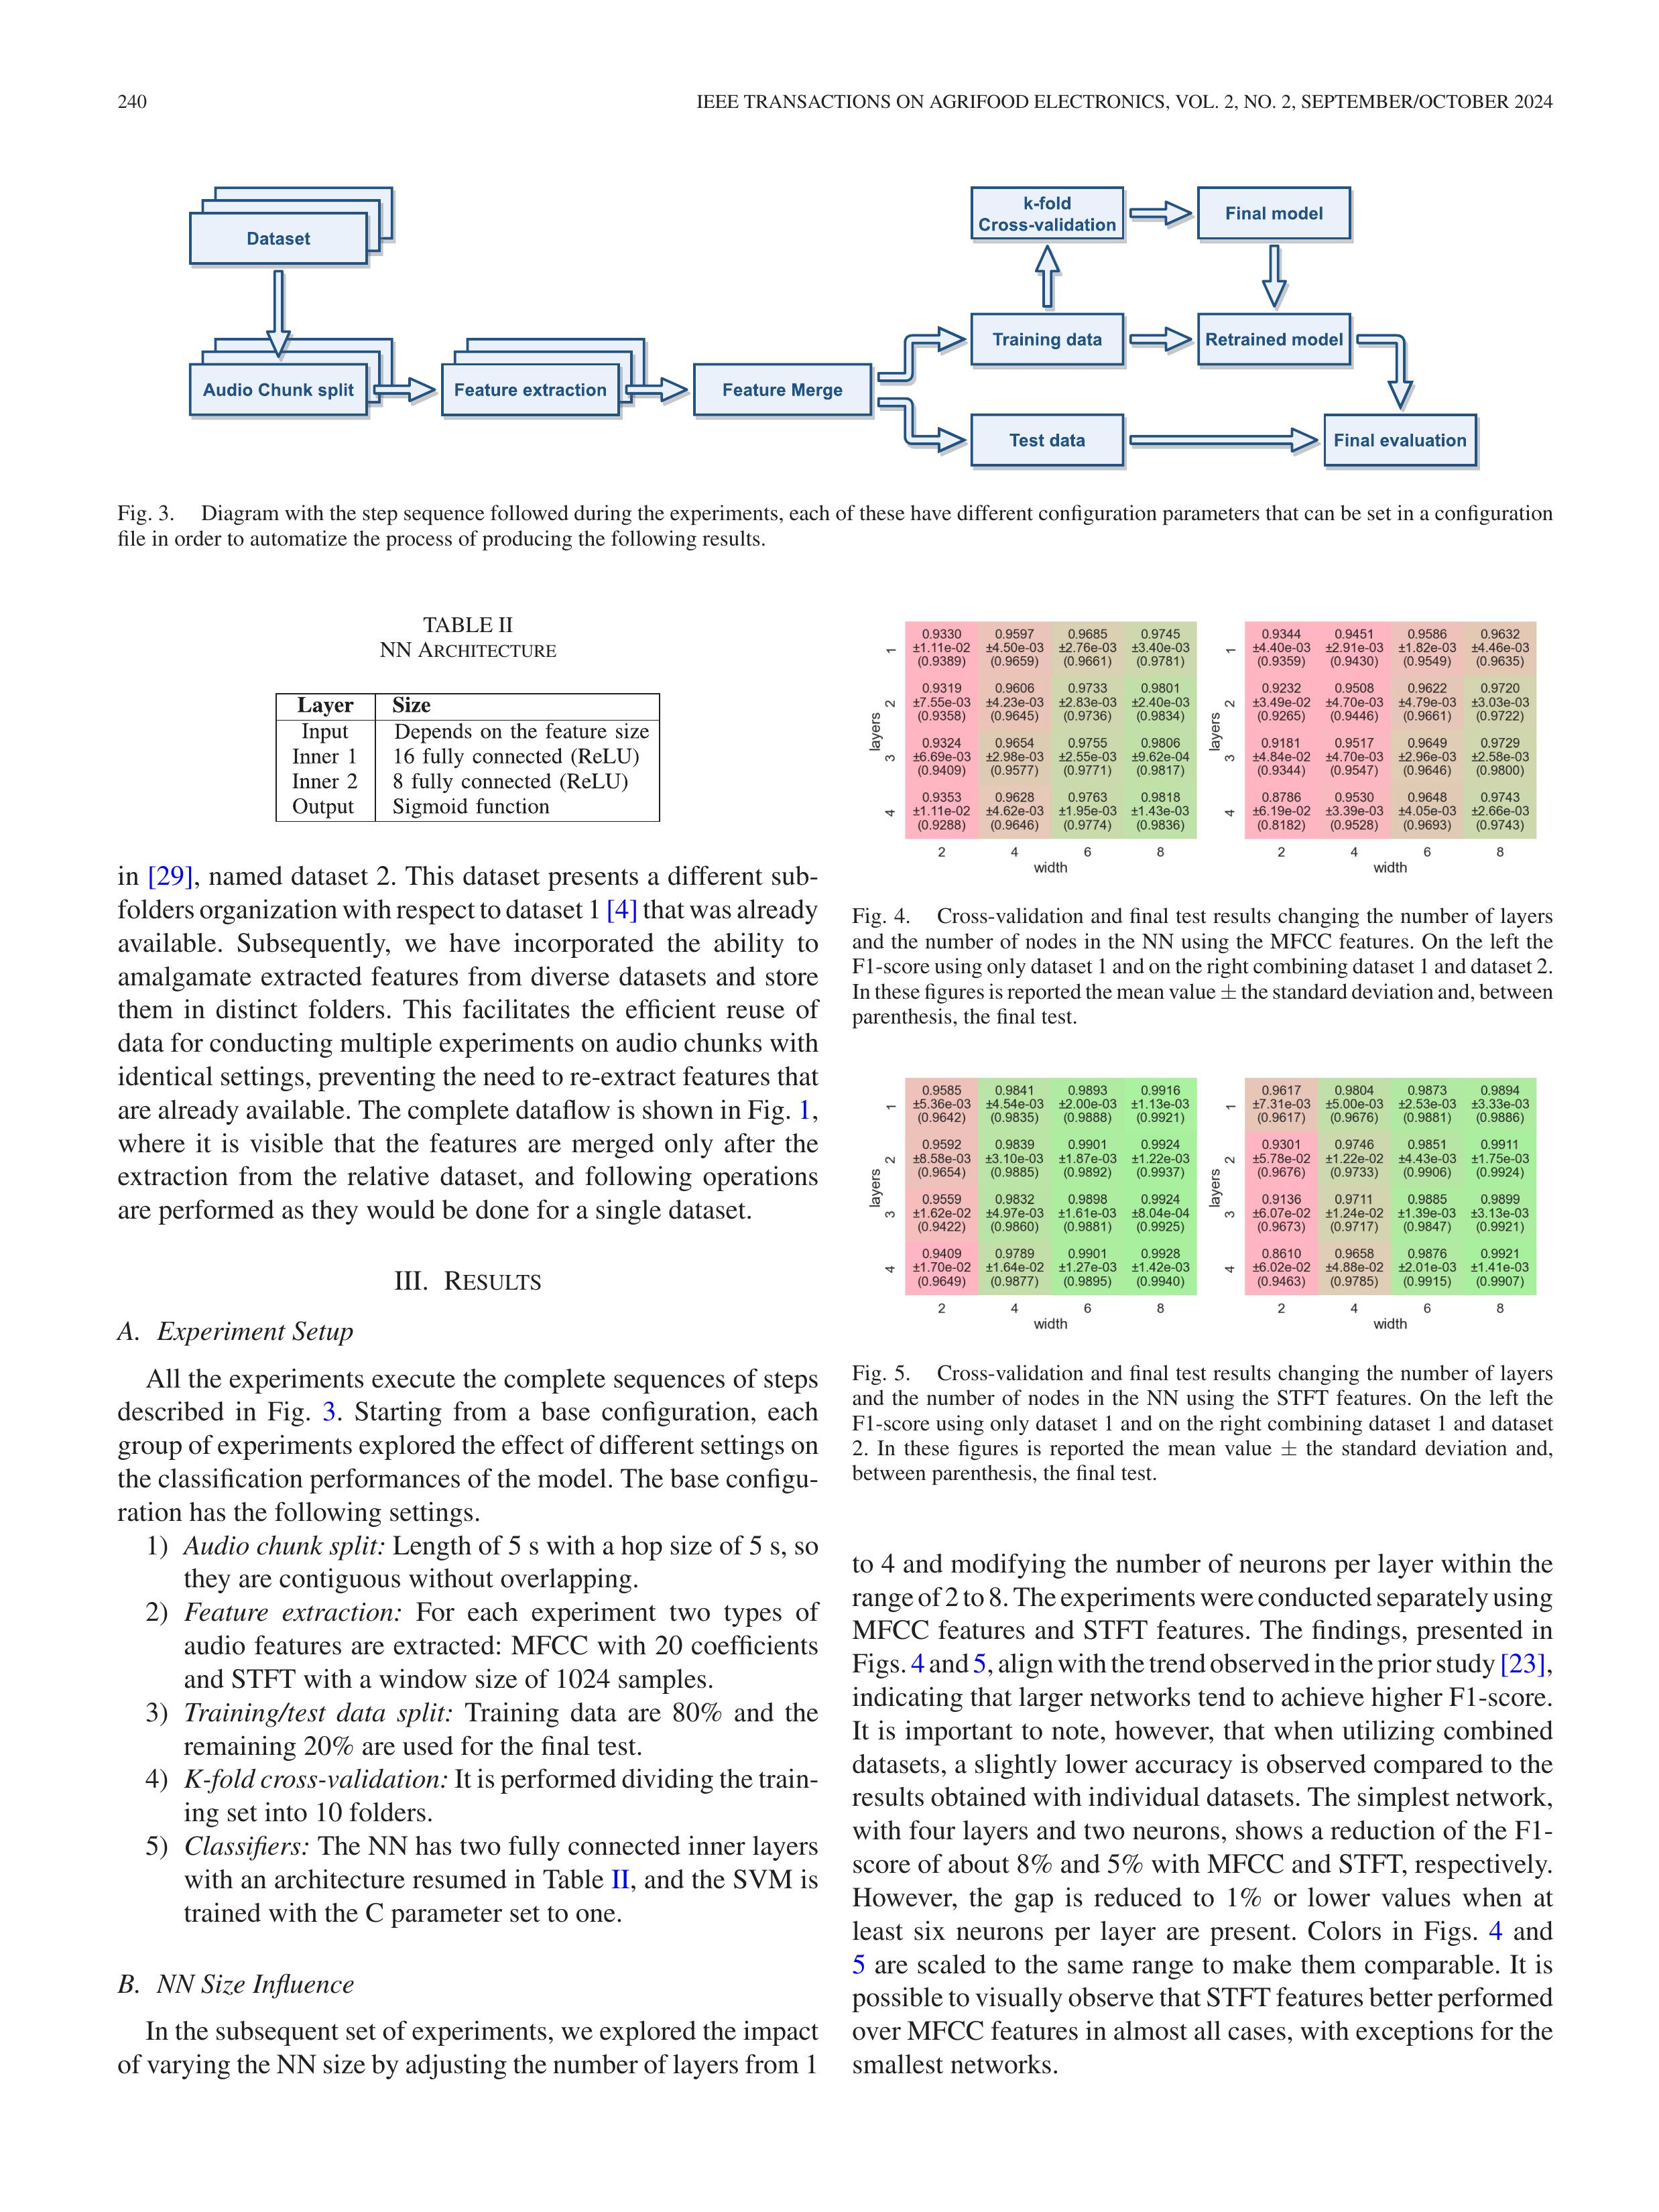 240
IEEE TRANSACTIONS ON AGRIFOOD ELECTRONICS, VOL. 2, NO. 2, SEPTEMBER/OCTOBER 2024
Dataset
Audio Chunk split
Feature extraction
Feature Merge
k-fold
Cross-validation
Final model
Training data
Retrained model
Test data
Final evaluation
Fig. 3. Diagram with the step sequence followed during the experiments, each of these have different configuration parameters that can be set in a configuration
file in order to automatize the process of producing the following results.
TABLE II
NN ARCHITECTURE
Layer Size
Input Depends on the feature size
Inner 1 16 fully connected (ReLU)
Inner 2 8 fully connected (ReLU)
Output Sigmoid function
in [29], named dataset 2. This dataset presents a different sub-
folders organization with respect to dataset 1 [4] that was already
available. Subsequently, we have incorporated the ability to
amalgamate extracted features from diverse datasets and store
them in distinct folders. This facilitates the efficient reuse of
data for conducting multiple experiments on audio chunks with
identical settings, preventing the need to re-extract features that
are already available. The complete dataflow is shown in Fig. 1,
where it is visible that the features are merged only after the
extraction from the relative dataset, and following operations
are performed as they would be done for a single dataset.
III. RESULTS
A. Experiment Setup
All the experiments execute the complete sequences of steps
described in Fig. 3. Starting from a base configuration, each
group of experiments explored the effect of different settings on
the classification performances of the model. The base configu-
ration has the following settings.
1) Audio chunk split: Length of 5 s with a hop size of 5 s, so
they are contiguous without overlapping.
2) Feature extraction: For each experiment two types of
audio features are extracted: MFCC with 20 coefficients
and STFT with a window size of 1024 samples.
3) Training/test data split: Training data are 80% and the
remaining 20% are used for the final test.
4) K-fold cross-validation: It is performed dividing the train-
ing set into 10 folders.
5) Classifiers: The NN has two fully connected inner layers
with an architecture resumed in Table II, and the SVM is
trained with the C parameter set to one.
B. NN Size Influence
In the subsequent set of experiments, we explored the impact
of varying the NN size by adjusting the number of layers from 1
0.9330 0.9597 0.9685 0.9745
1 ±1.11e-02 ±4.50e-03 ±2.76e-03 ±3.40e-03
(0.9389) (0.9659) (0.9661) (0.9781)
0.9319 0.9606 0.9733 0.9801
2 ±7.55e-03 ±4.23e-03 ±2.83e-03 ±2.40e-03
(0.9358) (0.9645) (0.9736) (0.9834)
layers
0.9324 0.9654 0.9755 0.9806
3 ±6.69e-03 ±2.98e-03 ±2.55e-03 ±9.62e-04
(0.9409) (0.9577) (0.9771) (0.9817)
0.9353 0.9628 0.9763 0.9818
4 ±1.11e-02 ±4.62e-03 ±1.95e-03 ±1.43e-03
(0.9288) (0.9646) (0.9774) (0.9836)
2 4 6 8
width
0.9344 0.9451 0.9586 0.9632
1 ±4.40e-03 ±2.91e-03 ±1.82e-03 ±4.46e-03
(0.9359) (0.9430) (0.9549) (0.9635)
0.9232 0.9508 0.9622 0.9720
2 ±3.49e-02 ±4.70e-03 ±4.79e-03 ±3.03e-03
(0.9265) (0.9446) (0.9661) (0.9722)
layers
0.9181 0.9517 0.9649 0.9729
3 ±4.84e-02 ±4.70e-03 ±2.96e-03 ±2.58e-03
(0.9344) (0.9547) (0.9646) (0.9800)
0.8786 0.9530 0.9648 0.9743
4 ±6.19e-02 ±3.39e-03 ±4.05e-03 ±2.66e-03
(0.8182) (0.9528) (0.9693) (0.9743)
2 4 6 8
width
Fig. 4. Cross-validation and final test results changing the number of layers
and the number of nodes in the NN using the MFCC features. On the left the
F1-score using only dataset 1 and on the right combining dataset 1 and dataset 2.
In these figures is reported the mean value ± the standard deviation and, between
parenthesis, the final test.
0.9585 0.9841 0.9893 0.9916
1 ±5.36e-03 ±4.54e-03 ±2.00e-03 ±1.13e-03
(0.9642) (0.9835) (0.9888) (0.9921)
0.9592 0.9839 0.9901 0.9924
2 ±8.58e-03 ±3.10e-03 ±1.87e-03 ±1.22e-03
(0.9654) (0.9885) (0.9892) (0.9937)
layers
0.9559 0.9832 0.9898 0.9924
3 ±1.62e-02 ±4.97e-03 ±1.61e-03 ±8.04e-04
(0.9422) (0.9860) (0.9881) (0.9925)
0.9409 0.9789 0.9901 0.9928
4 ±1.70e-02 ±1.64e-02 ±1.27e-03 ±1.42e-03
(0.9649) (0.9877) (0.9895) (0.9940)
2 4 6 8
width
0.9617 0.9804 0.9873 0.9894
1 ±7.31e-03 ±5.00e-03 ±2.53e-03 ±3.33e-03
(0.9617) (0.9676) (0.9881) (0.9886)
0.9301 0.9746 0.9851 0.9911
2 ±5.78e-02 ±1.22e-02 ±4.43e-03 ±1.75e-03
(0.9676) (0.9733) (0.9906) (0.9924)
layers
0.9136 0.9711 0.9885 0.9899
3 ±6.07e-02 ±1.24e-02 ±1.39e-03 ±3.13e-03
(0.9673) (0.9717) (0.9847) (0.9921)
0.8610 0.9658 0.9876 0.9921
4 ±6.02e-02 ±4.88e-02 ±2.01e-03 ±1.41e-03
(0.9463) (0.9785) (0.9915) (0.9907)
2 4 6 8
width
Fig. 5. Cross-validation and final test results changing the number of layers
and the number of nodes in the NN using the STFT features. On the left the
F1-score using only dataset 1 and on the right combining dataset 1 and dataset
2. In these figures is reported the mean value ± the standard deviation and,
between parenthesis, the final test.
to 4 and modifying the number of neurons per layer within the
range of 2 to 8. The experiments were conducted separately using
MFCC features and STFT features. The findings, presented in
Figs. 4 and 5, align with the trend observed in the prior study [23],
indicating that larger networks tend to achieve higher F1-score.
It is important to note, however, that when utilizing combined
datasets, a slightly lower accuracy is observed compared to the
results obtained with individual datasets. The simplest network,
with four layers and two neurons, shows a reduction of the F1-
score of about 8% and 5% with MFCC and STFT, respectively.
However, the gap is reduced to 1% or lower values when at
least six neurons per layer are present. Colors in Figs. 4 and
5 are scaled to the same range to make them comparable. It is
possible to visually observe that STFT features better performed
over MFCC features in almost all cases, with exceptions for the
smallest networks.